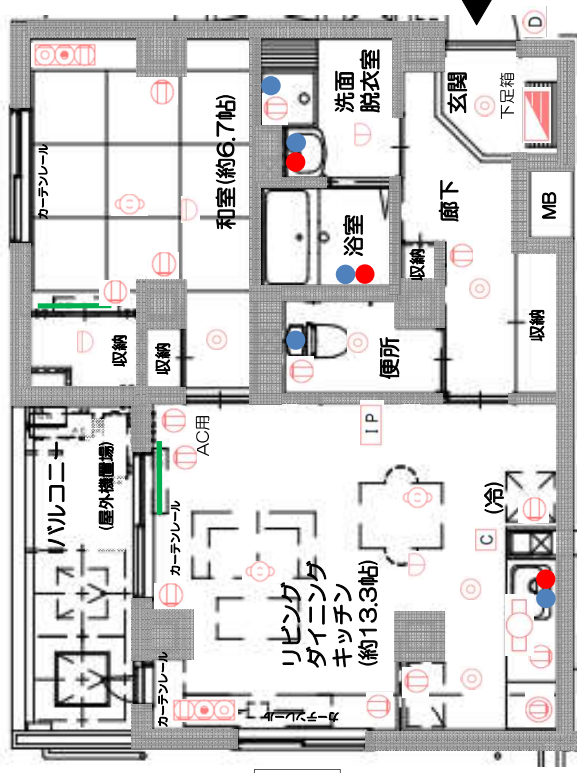 D
洗面
脱衣室
玄関
下足箱
カーテンレール
和室(約6.7帖)
浴室
廊下
MB
収納
収納
収納
収納
便所
AC用
I P
バルコニー
(屋外機置場)
カーテンレール
(冷)
C
リビング
ダイニング
キッチン
(約13.3帖)
カーテンレール
カーテンレール